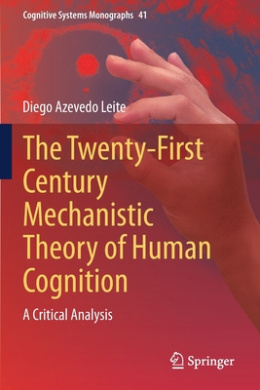 Cognitive Systems Monographs 41
Diego Azevedo Leite
The Twenty-First
Century
Mechanistic
Theory of Human
Cognition
A Critical Analysis
Springer